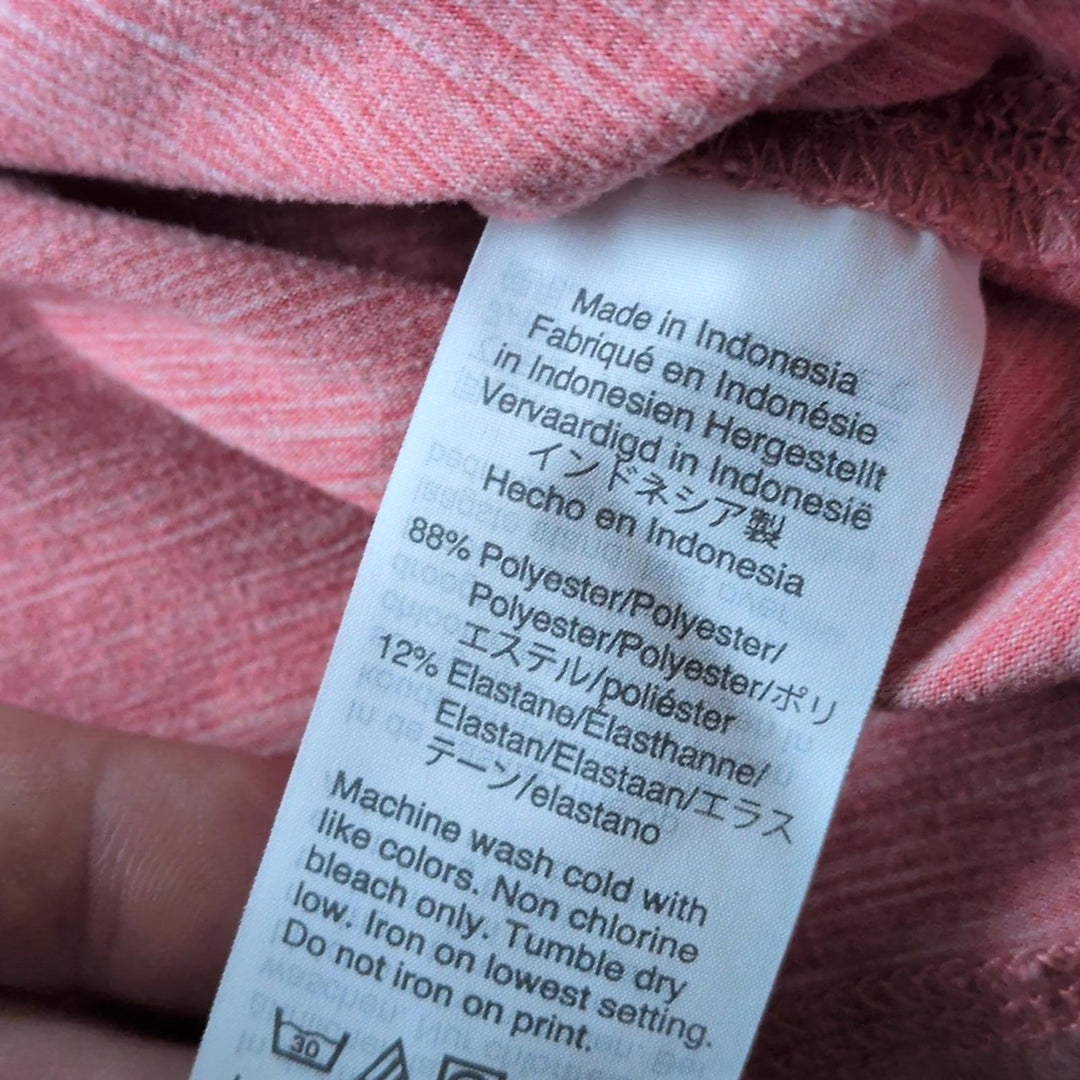 Made in Indonesia
Fabriqué en Indonésie
in Indonesien Hergestellt
Vervaardigd in Indonesië
インドネシア製
Hecho en Indonesia
88% Polyester/Polyester/
Polyester/Polyester/ポリ
エステル/poliéster
12% Elastane/Élasthanne/
Elastan/Elastaan/エラス
テーン/elastano
Machine wash cold with
like colors. Non chlorine
bleach only. Tumble dry
low. Iron on lowest setting.
Do not iron on print.
30